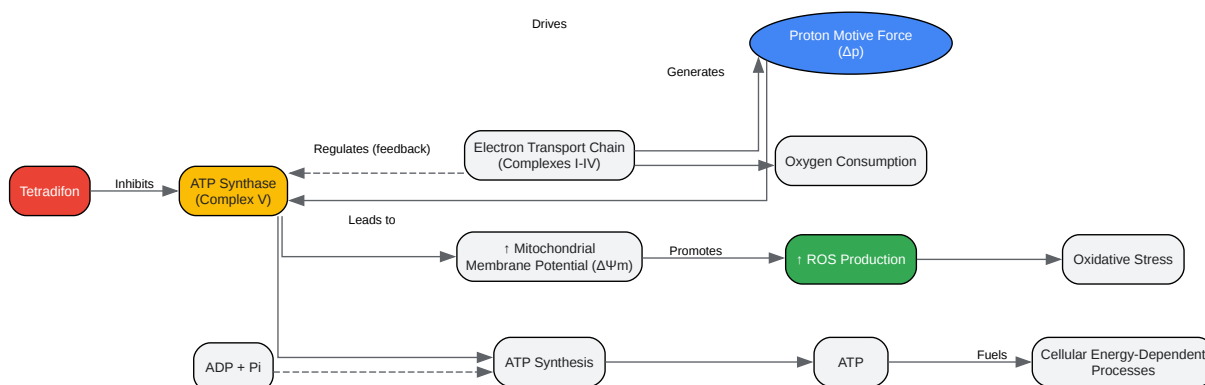 Drives
Proton Motive Force
(Δp)
Generates
Regulates (feedback)
Electron Transport Chain
(Complexes I-IV)
Oxygen Consumption
Tetradifon
Inhibits
ATP Synthase
(Complex V)
Leads to
↑ Mitochondrial
Membrane Potential (ΔΨm)
Promotes
↑ ROS Production
Oxidative Stress
ADP + Pi
ATP Synthesis
ATP
Fuels
Cellular Energy-Dependent
Processes